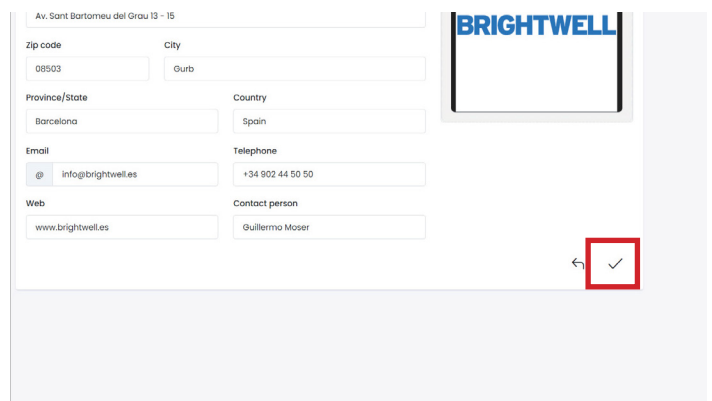 Av. Sant Bartomeu del Grau 13 - 15
BRIGHTWELL
Zip code City
08503 Gurb
Province/State Country
Barcelona Spain
Email Telephone
@ info@brightwell.es +34 902 44 50 50
Web Contact person
www.brightwell.es Guillermo Moser